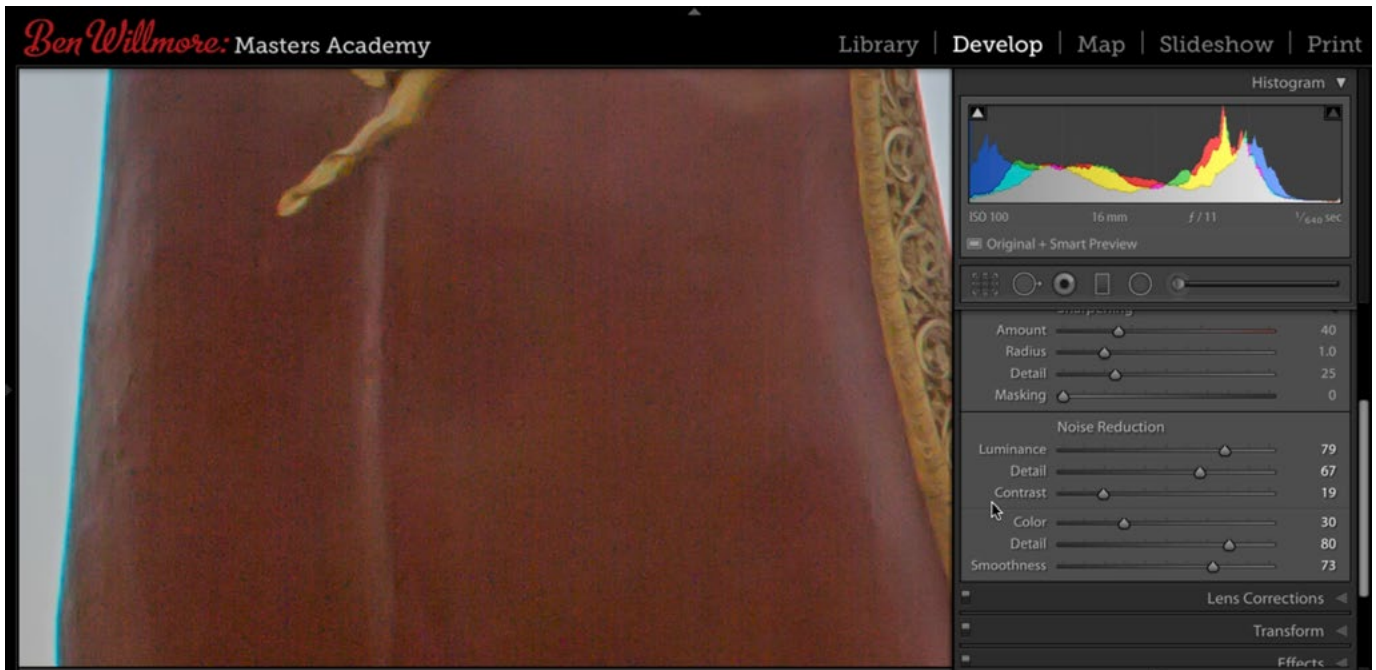 Ben Willmore: Masters Academy
Library | Develop | Map | Slideshow | Print
Histogram
ISO 100 16 mm ƒ / 11 1/640 sec
Original + Smart Preview
Sharpening
Amount 40
Radius 1.0
Detail 25
Masking 0
Noise Reduction
Luminance 79
Detail 67
Contrast 19
Color 30
Detail 80
Smoothness 73
Lens Corrections
Transform
Effects